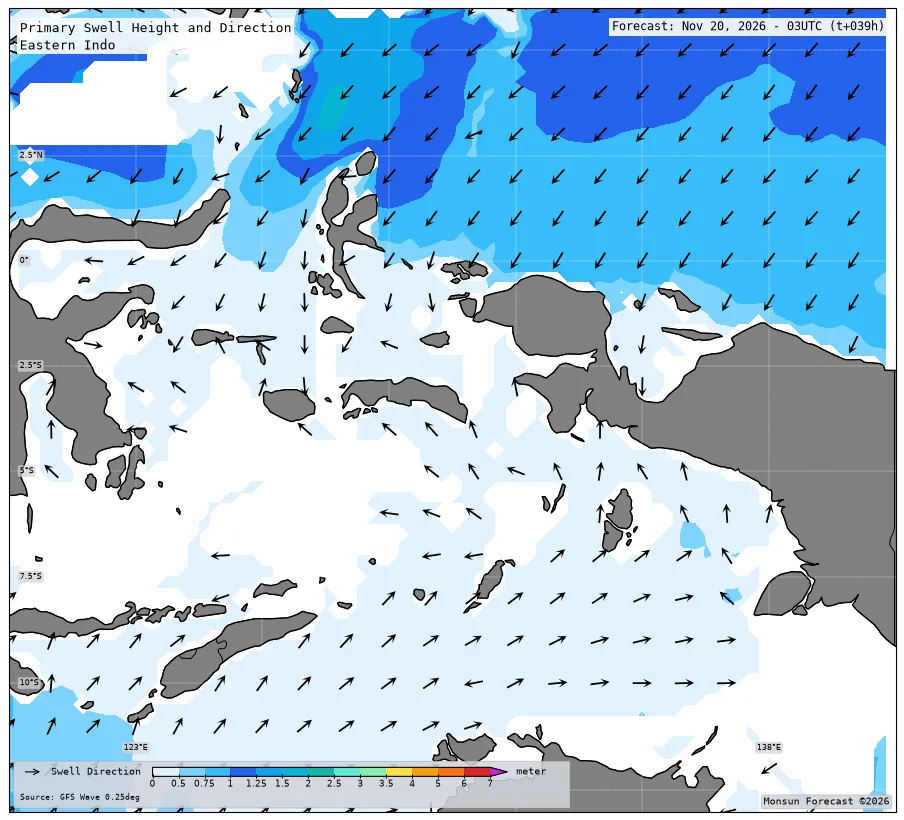 Primary Swell Height and Direction
Eastern Indo
Forecast: Nov 20, 2026 - 03UTC (t+039h)
2.5°N
0°
2.5°S
5°S
7.5°S
10°S
123°E
138°E
Swell Direction
0 0.5 0.75 1 1.25 1.5 2 2.5 3 3.5 4 5 6 7
meter
Source: GFS Wave 0.25deg
Monsun Forecast ©2026